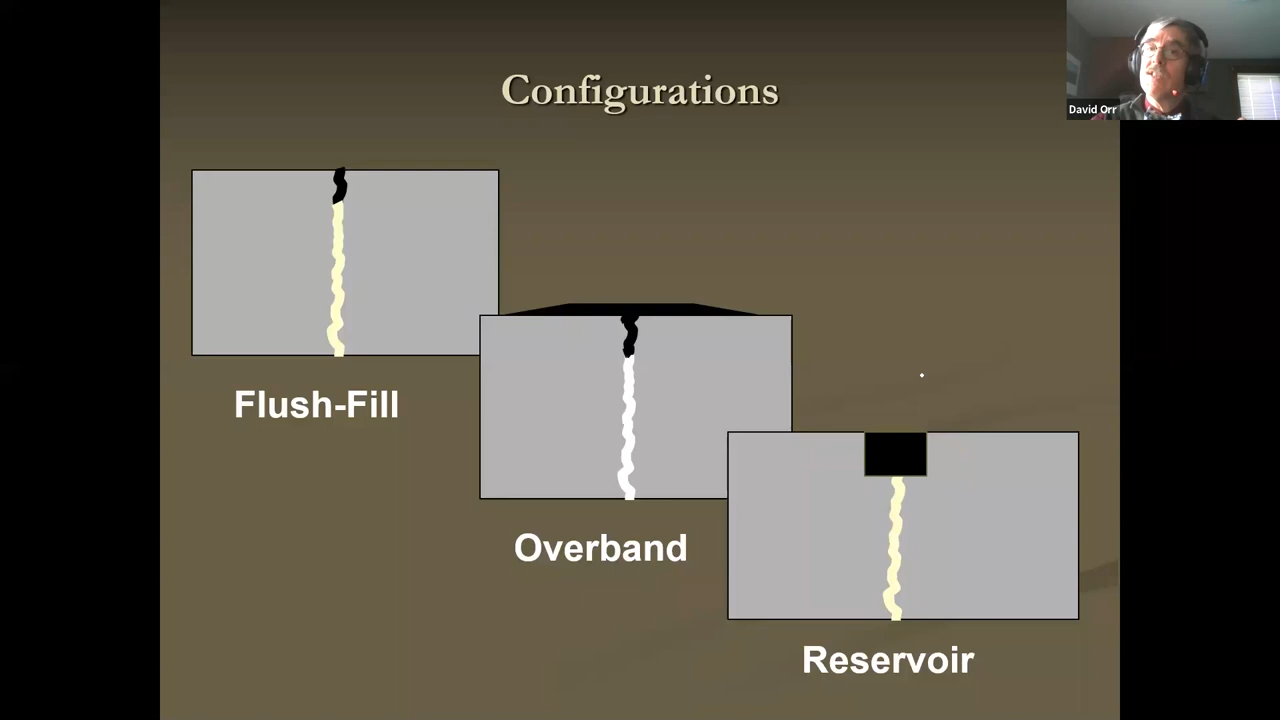 Configurations
David Orr
Flush-Fill
Overband
Reservoir